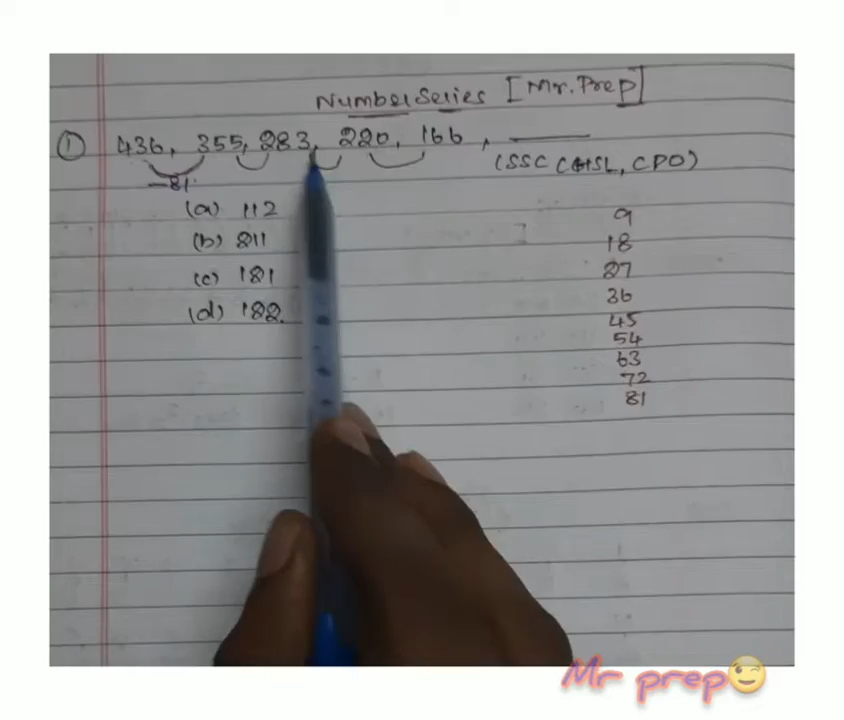 Number Series [Mr.Prep]
① 436, 355, 283, 220, 166, ____
(SSC CHSL, CPO)
-81
(a) 112
(b) 211
(c) 181
(d) 182
9
18
27
36
45
54
63
72
81
Mr prep😉